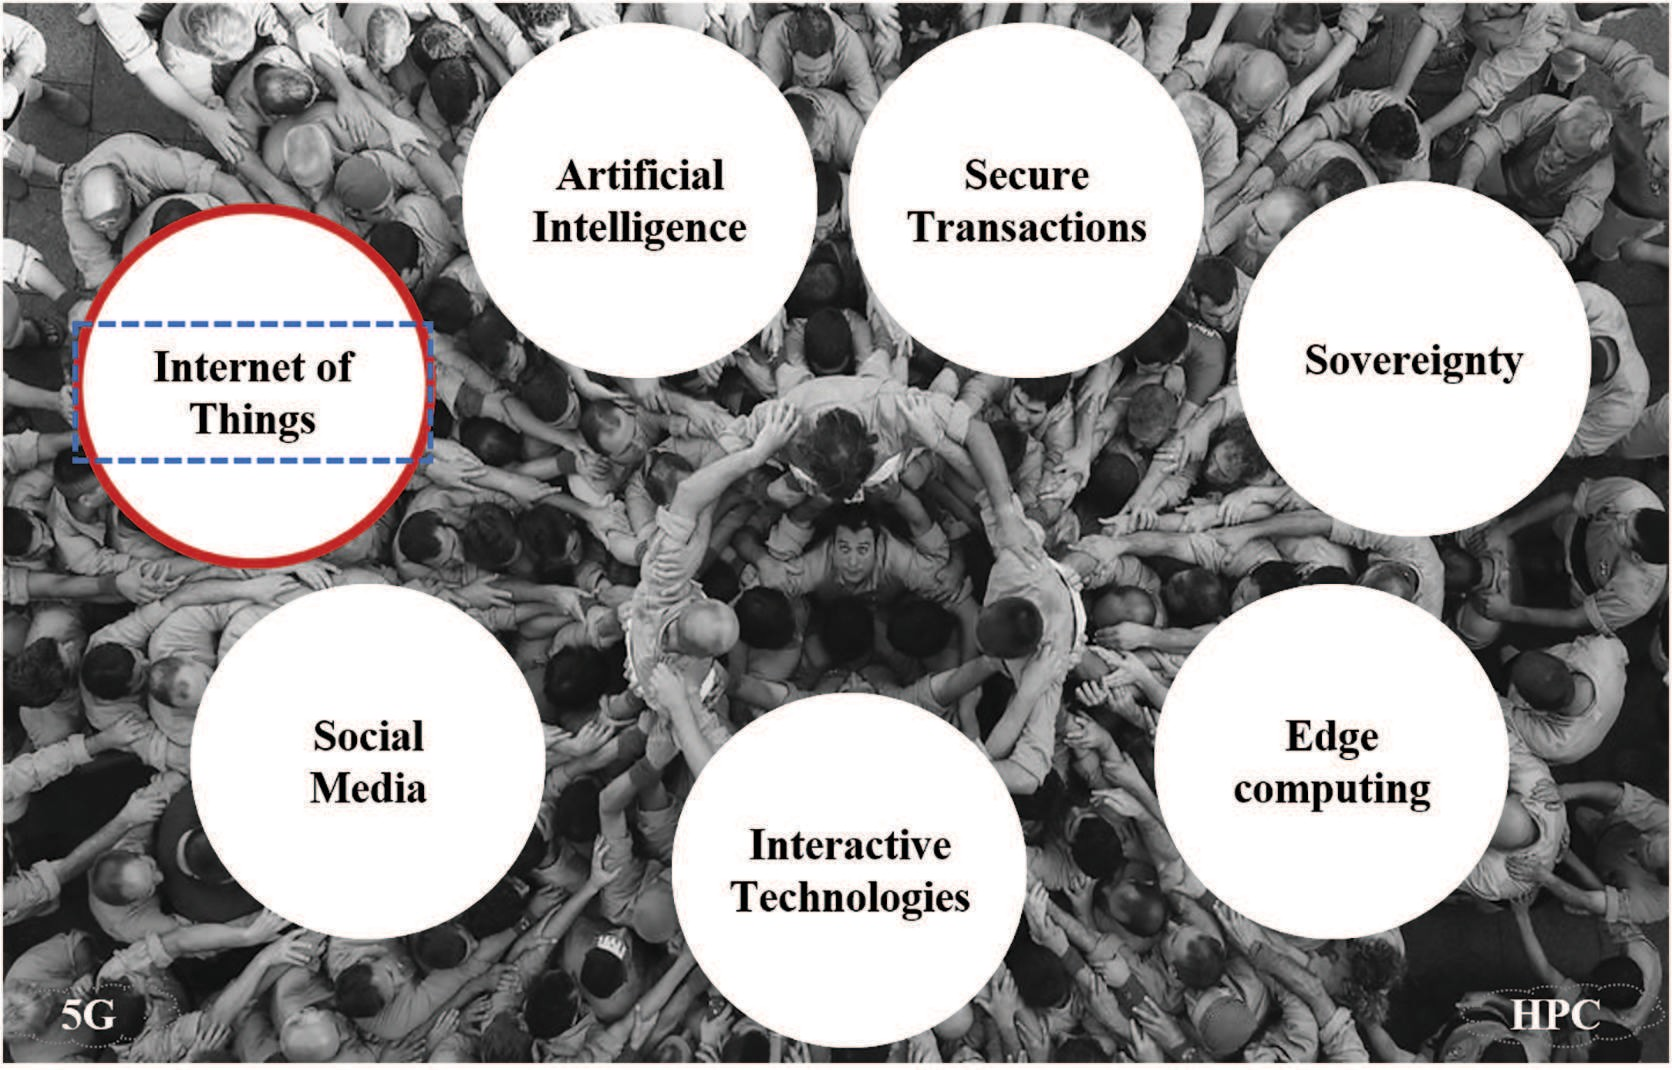 Artificial
Intelligence
Secure
Transactions
Sovereignty
Internet of
Things
Social
Media
Edge
computing
Interactive
Technologies
5G
HPC